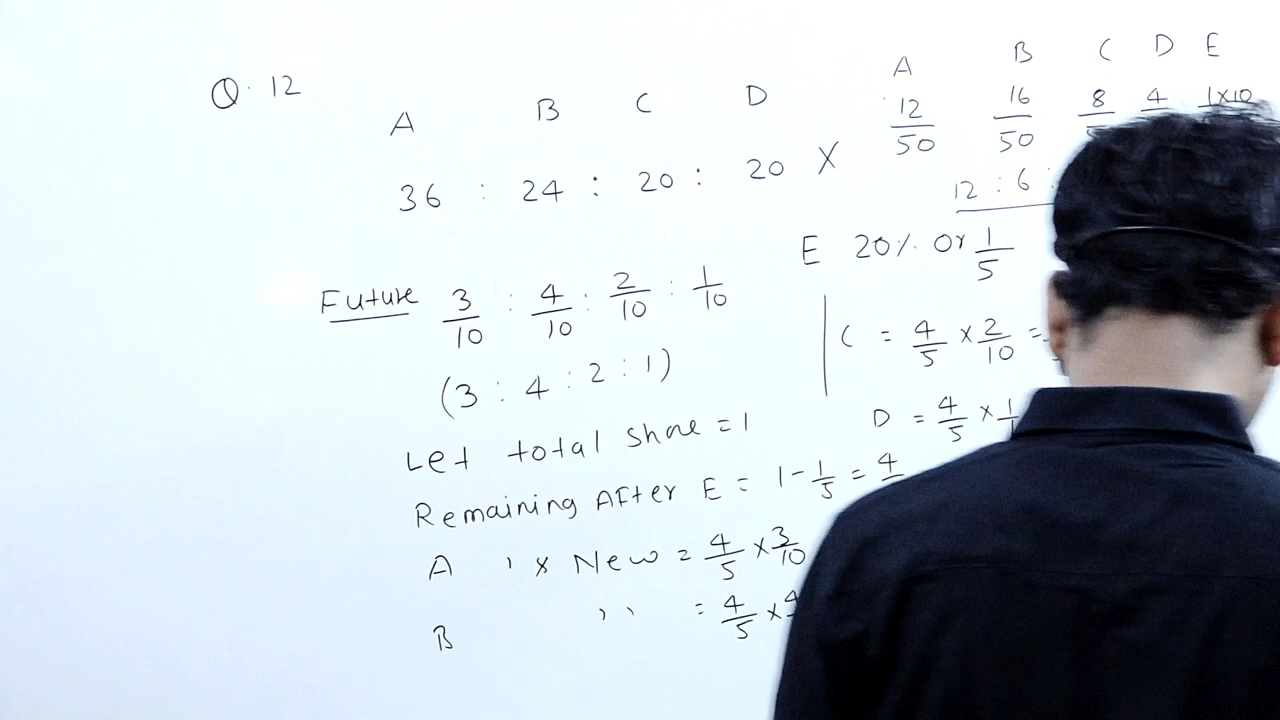 Q. 12
A B C D
36 : 24 : 20 : 20 X
Future 3/10 : 4/10 : 2/10 : 1/10
(3 : 4 : 2 : 1)
Let total share = 1
Remaining After E = 1 - 1/5 = 4
A " x New = 4/5 x 3/10
B " = 4/5 x 4
A B C D E
12/50 16/50 8 4 1x10
12 : 6 :
E 20% Or 1/5
C = 4/5 x 2/10 =
D = 4/5 x 1